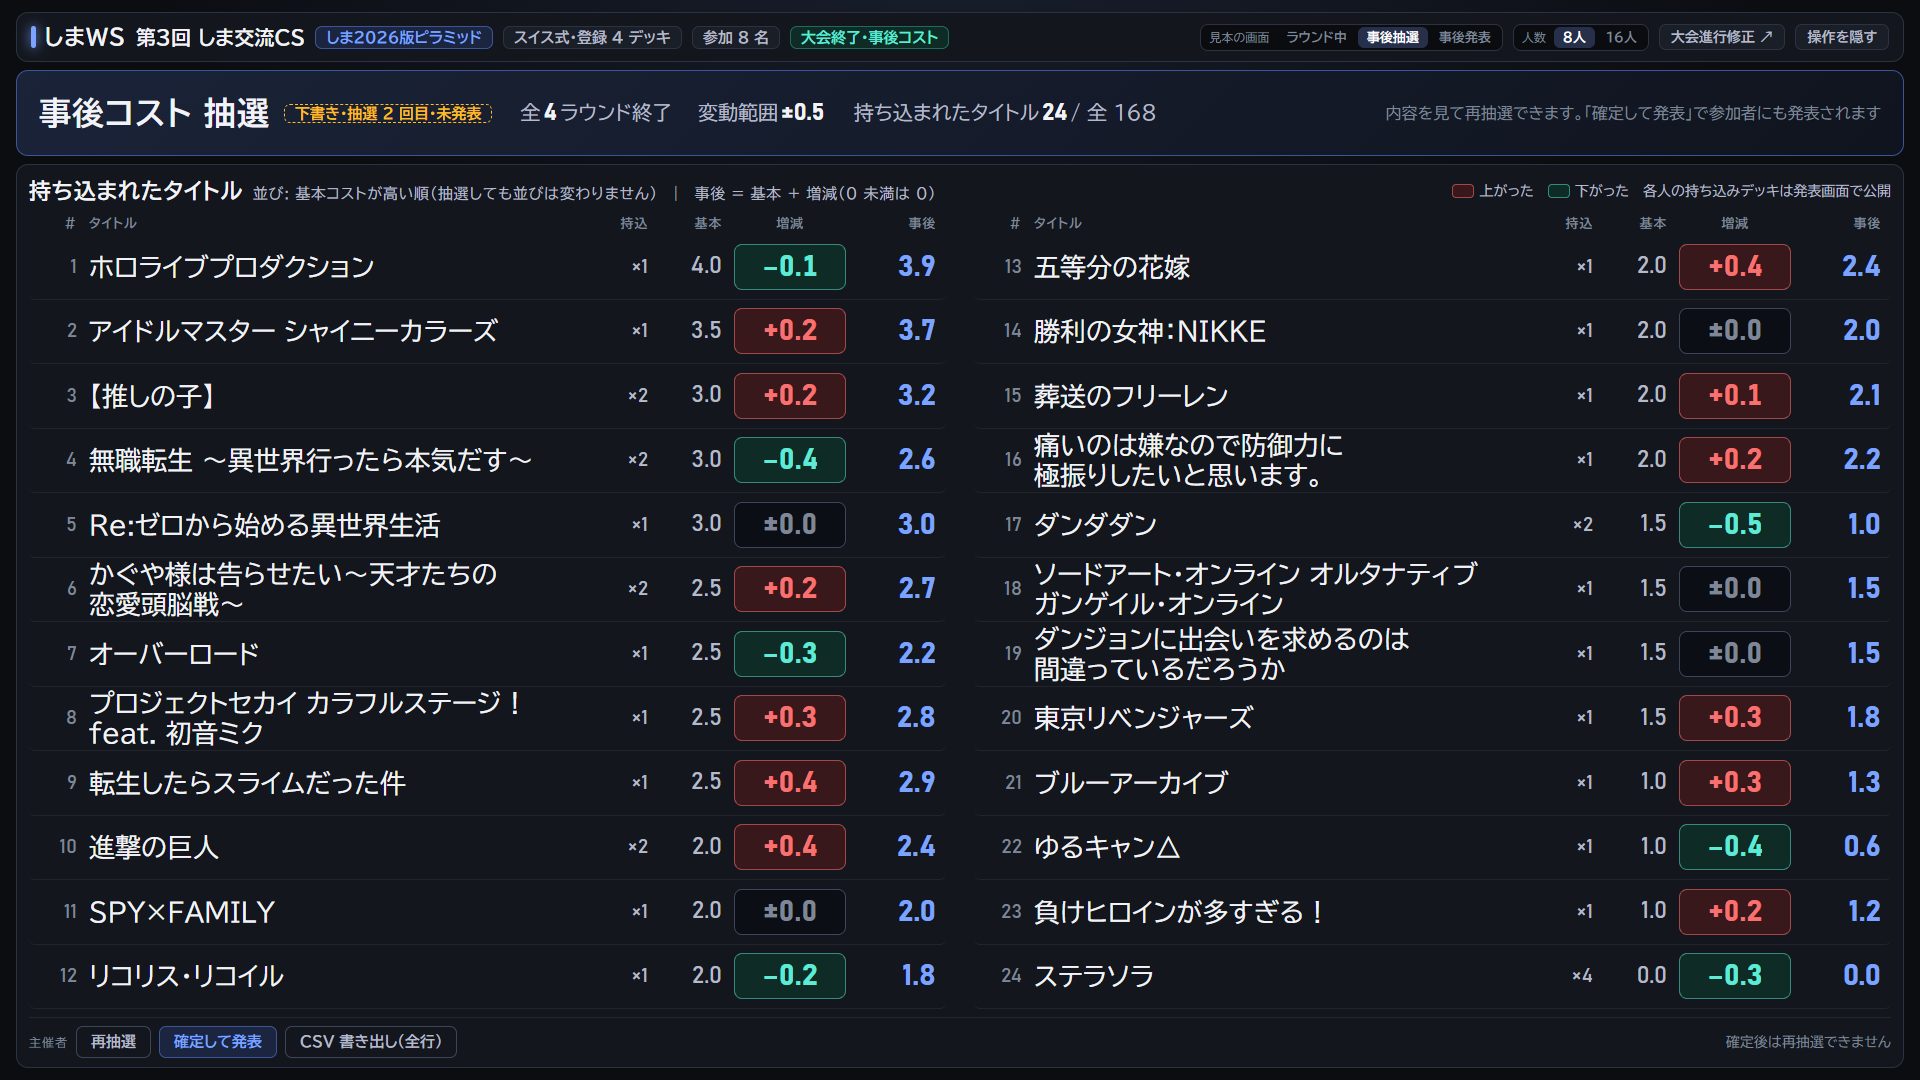 しまWS 第3回 しま交流CS しま2026版ピラミッド スイス式・登録 4 デッキ 参加 8 名 大会終了・事後コスト 見本の画面 ラウンド中 事後抽選 事後発表 人数 8人 16人 大会進行修正 ↗ 操作を隠す
事後コスト 抽選 下書き・抽選 2 回目・未発表 全 4 ラウンド終了 変動範囲 ±0.5 持ち込まれたタイトル 24 / 全 168 内容を見て再抽選できます。「確定して発表」で参加者にも発表されます
持ち込まれたタイトル 並び: 基本コストが高い順（抽選しても並びは変わりません） | 事後 = 基本 + 増減（0 未満は 0） 上がった 下がった 各人の持ち込みデッキは発表画面で公開
# タイトル 持込 基本 増減 事後
1 ホロライブプロダクション ×1 4.0 −0.1 3.9
2 アイドルマスター シャイニーカラーズ ×1 3.5 +0.2 3.7
3 【推しの子】 ×2 3.0 +0.2 3.2
4 無職転生 ～異世界行ったら本気だす～ ×2 3.0 −0.4 2.6
5 Re:ゼロから始める異世界生活 ×1 3.0 ±0.0 3.0
6 かぐや様は告らせたい～天才たちの
恋愛頭脳戦～ ×2 2.5 +0.2 2.7
7 オーバーロード ×1 2.5 −0.3 2.2
8 プロジェクトセカイ カラフルステージ！
feat. 初音ミク ×1 2.5 +0.3 2.8
9 転生したらスライムだった件 ×1 2.5 +0.4 2.9
10 進撃の巨人 ×2 2.0 +0.4 2.4
11 SPY×FAMILY ×1 2.0 ±0.0 2.0
12 リコリス・リコイル ×1 2.0 −0.2 1.8
# タイトル 持込 基本 増減 事後
13 五等分の花嫁 ×1 2.0 +0.4 2.4
14 勝利の女神：NIKKE ×1 2.0 ±0.0 2.0
15 葬送のフリーレン ×1 2.0 +0.1 2.1
16 痛いのは嫌なので防御力に
極振りしたいと思います。 ×1 2.0 +0.2 2.2
17 ダンダダン ×2 1.5 −0.5 1.0
18 ソードアート・オンライン オルタナティブ
ガンゲイル・オンライン ×1 1.5 ±0.0 1.5
19 ダンジョンに出会いを求めるのは
間違っているだろうか ×1 1.5 ±0.0 1.5
20 東京リベンジャーズ ×1 1.5 +0.3 1.8
21 ブルーアーカイブ ×1 1.0 +0.3 1.3
22 ゆるキャン△ ×1 1.0 −0.4 0.6
23 負けヒロインが多すぎる！ ×1 1.0 +0.2 1.2
24 ステラソラ ×4 0.0 −0.3 0.0
主催者 再抽選 確定して発表 CSV 書き出し（全行） 確定後は再抽選できません